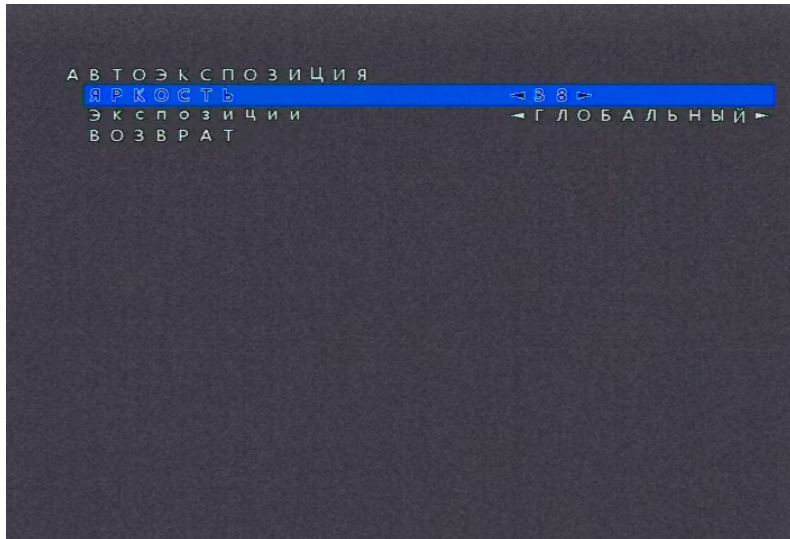 АВТОЭКСПОЗИЦИЯ
ЯРКОСТЬ ◄38►
Экспозиции ◄ГЛОБАЛЬНЫЙ►
ВОЗВРАТ